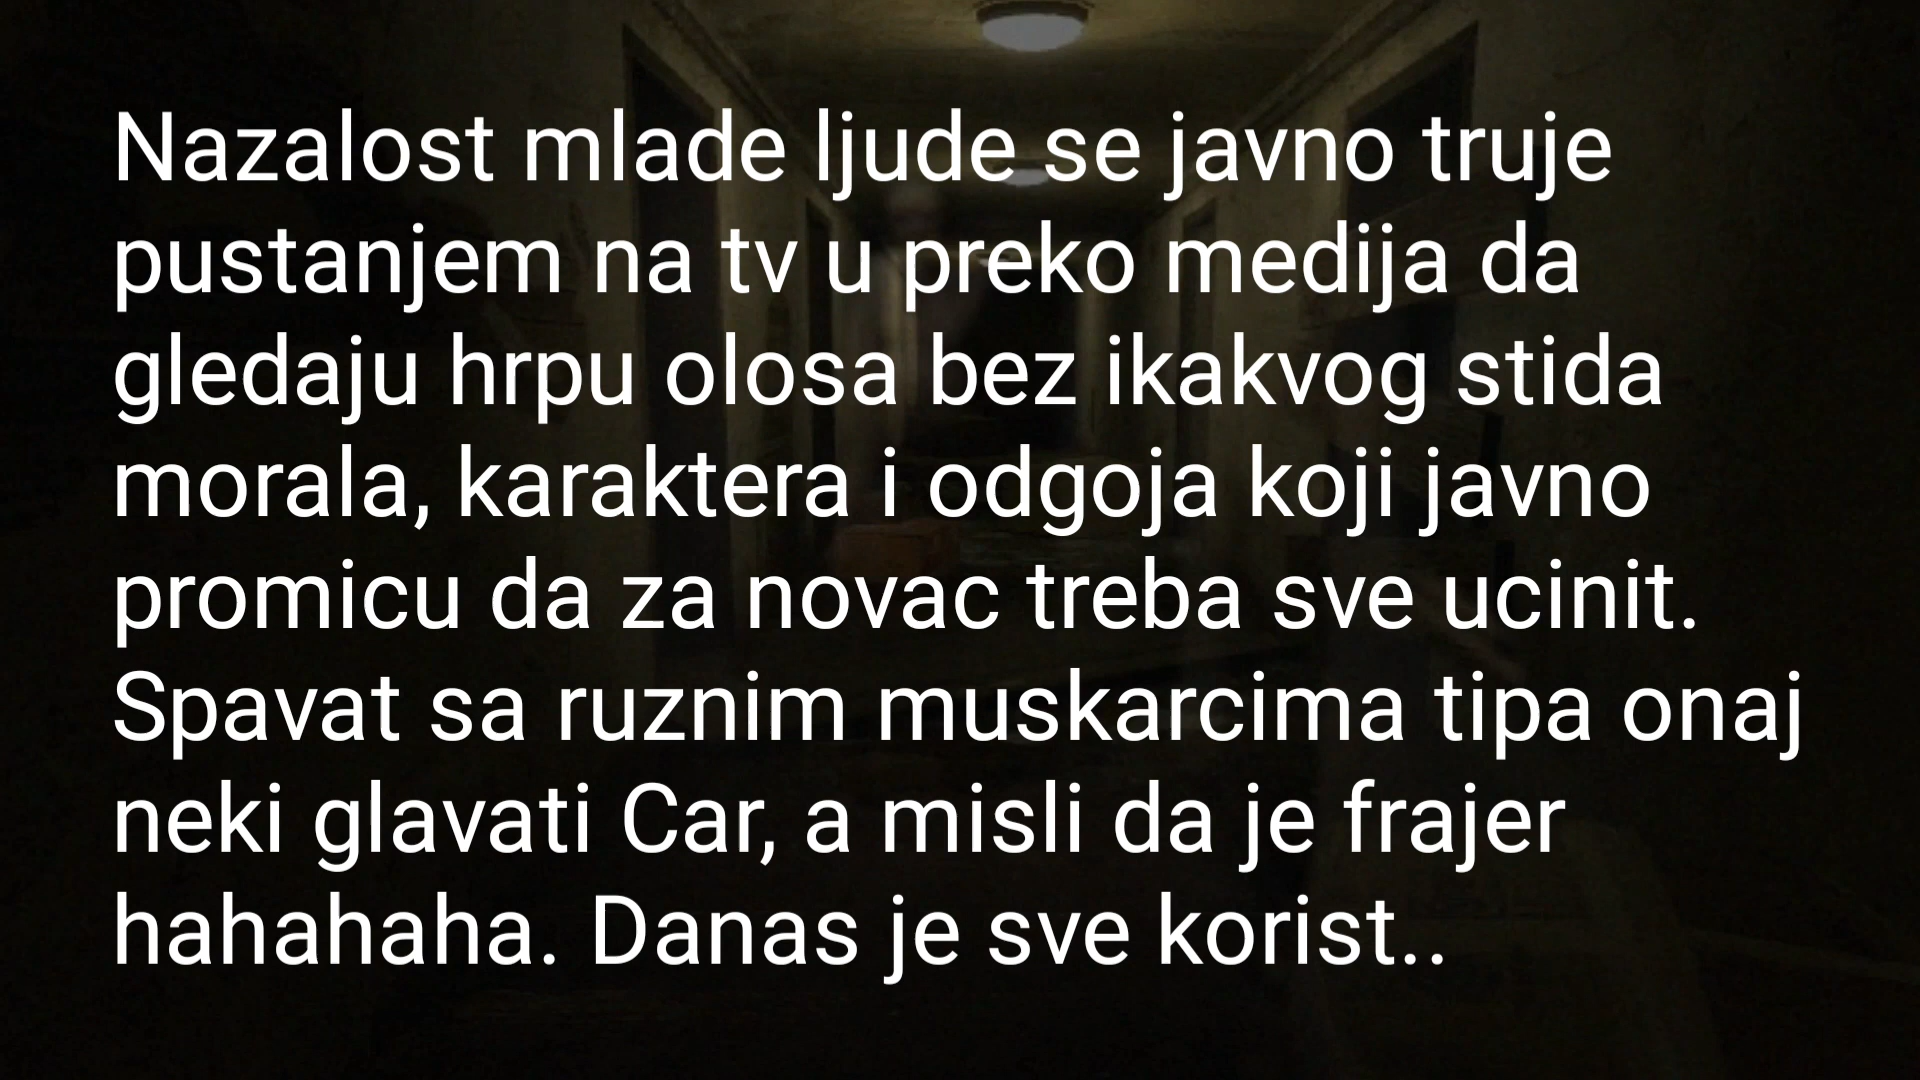 Nazalost mlade ljude se javno truje
pustanjem na tv u preko medija da
gledaju hrpu olosa bez ikakvog stida
morala, karaktera i odgoja koji javno
promicu da za novac treba sve ucinit.
Spavat sa ruznim muskarcima tipa onaj
neki glavati Car, a misli da je frajer
hahahaha. Danas je sve korist..